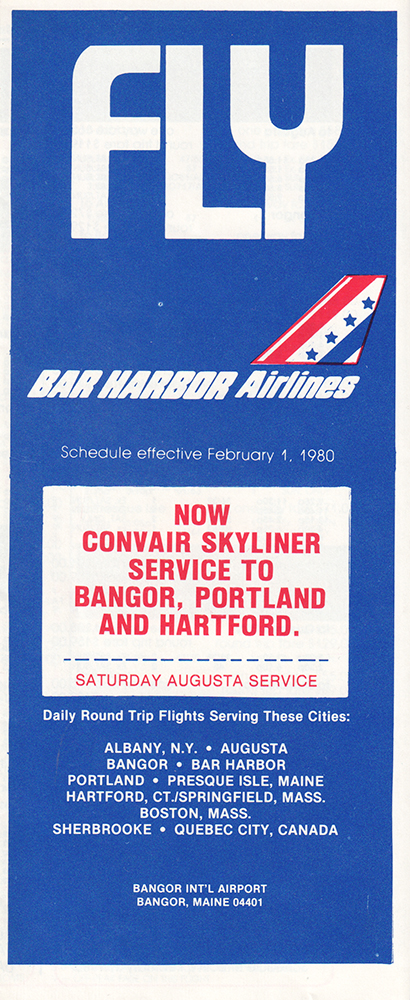 FLY
BAR HARBOR Airlines
Schedule effective February 1, 1980
NOW
CONVAIR SKYLINER
SERVICE TO
BANGOR, PORTLAND
AND HARTFORD.
SATURDAY AUGUSTA SERVICE
Daily Round Trip Flights Serving These Cities:
ALBANY, N.Y. • AUGUSTA
BANGOR • BAR HARBOR
PORTLAND • PRESQUE ISLE, MAINE
HARTFORD, CT./SPRINGFIELD, MASS.
BOSTON, MASS.
SHERBROOKE • QUEBEC CITY, CANADA
BANGOR INT'L AIRPORT
BANGOR, MAINE 04401